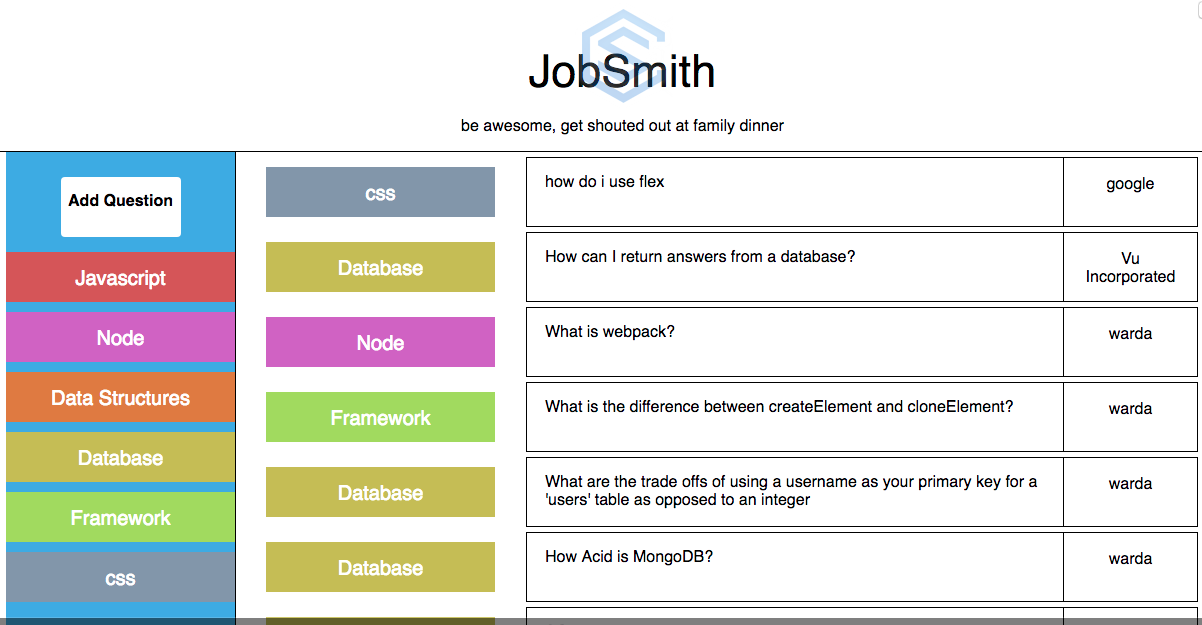 JobSmith
be awesome, get shouted out at family dinner
Add Question
Javascript
Node
Data Structures
Database
Framework
css
css
how do i use flex
google
Database
How can I return answers from a database?
Vu
Incorporated
Node
What is webpack?
warda
Framework
What is the difference between createElement and cloneElement?
warda
Database
What are the trade offs of using a username as your primary key for a
'users' table as opposed to an integer
warda
Database
How Acid is MongoDB?
warda